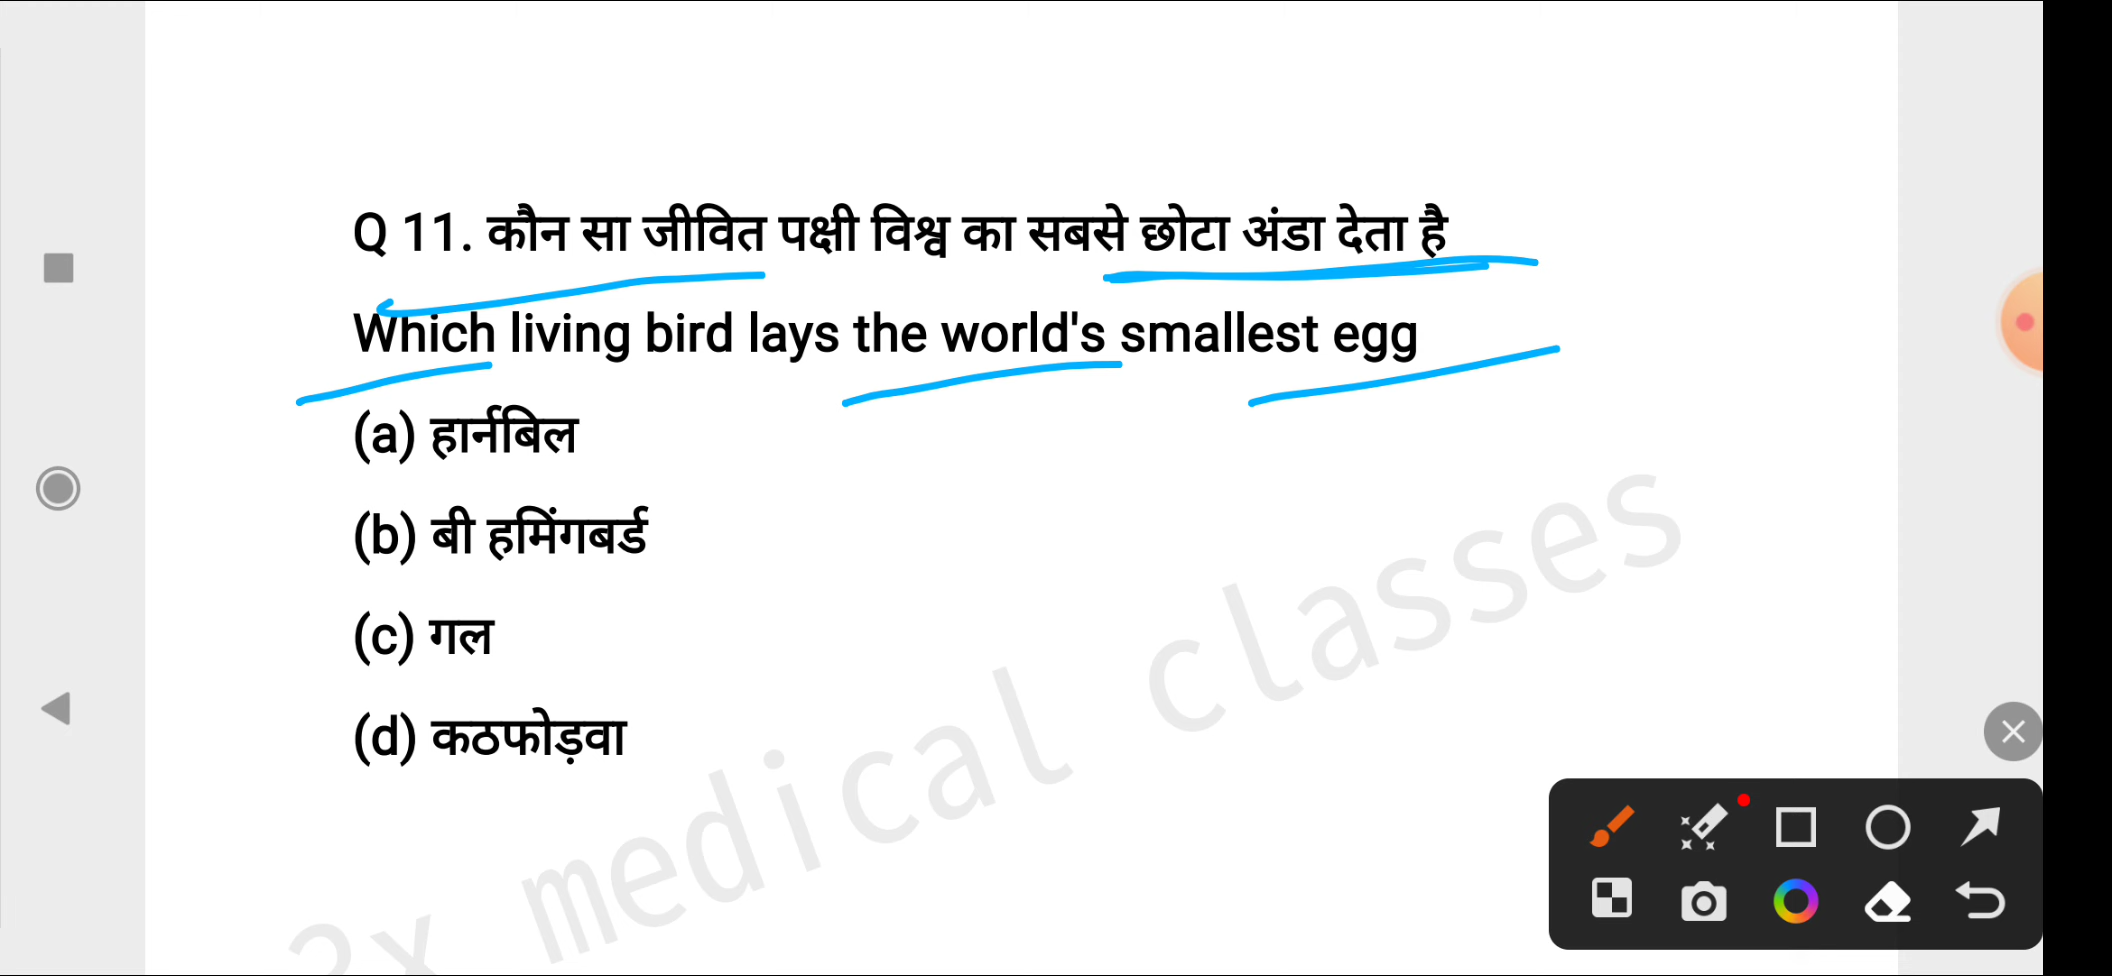 Q 11. कौन सा जीवित पक्षी विश्व का सबसे छोटा अंडा देता है
Which living bird lays the world's smallest egg
(a) हार्नबिल
(b) बी हमिंगबर्ड
(c) गल
(d) कठफोड़वा
medical classes